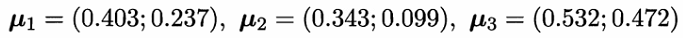 μ₁ = (0.403; 0.237), μ₂ = (0.343; 0.099), μ₃ = (0.532; 0.472)